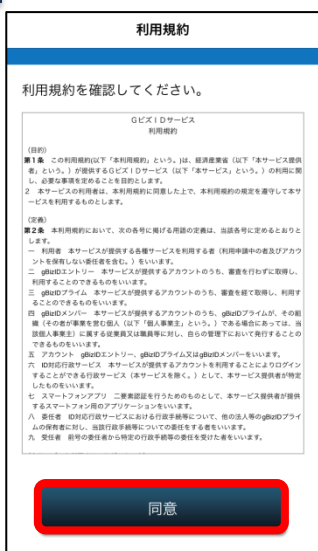 利用規約
利用規約を確認してください。
GビズIDサービス
利用規約
(目的)
第1条 この利用規約(以下「本利用規約」という。)は、経済産業省（以下「本サービス提供
者」という。）が提供するGビズIDサービス（以下「本サービス」という。）の利用に関
し、必要な事項を定めることを目的とします。
2 本サービスの利用者は、本利用規約に同意した上で、本利用規約の規定を遵守して本サ
ービスを利用するものとします。
(定義)
第2条 本利用規約において、次の各号に掲げる用語の定義は、当該各号に定めるとおりと
します。
一 利用者 本サービスが提供する各種サービスを利用する者（利用申請中の者及びアカウ
ントを保有しない委任者を含む。）をいいます。
二 gBizIDエントリー 本サービスが提供するアカウントのうち、審査を行わずに取得し、
利用することのできるものをいいます。
三 gBizIDプライム 本サービスが提供するアカウントのうち、審査を経て取得し、利用す
ることのできるものをいいます。
四 gBizIDメンバー 本サービスが提供するアカウントのうち、gBizIDプライムが、その組
織（その者が事業を営む個人（以下「個人事業主」という。）である場合にあっては、当
該個人事業主）に属する従業員又は職員等に対し、自らの管理下において発行することの
できるものをいいます。
五 アカウント gBizIDエントリー、gBizIDプライム又はgBizIDメンバーをいいます。
六 ID対応行政サービス 本サービスが提供するアカウントを利用することによりログイン
することができる行政サービス（本サービスを除く。）として、本サービス提供者が特定
したものをいいます。
七 スマートフォンアプリ 二要素認証を行うためのものとして、本サービス提供者が提供
するスマートフォン用のアプリケーションをいいます。
八 委任者 ID対応行政サービスにおける行政手続等について、他の法人等のgBizIDプライ
ムの保有者に対し、当該行政手続等についての委任をする者をいいます。
九 受任者 前号の委任者から特定の行政手続等の委任を受けた者をいいます。
同意